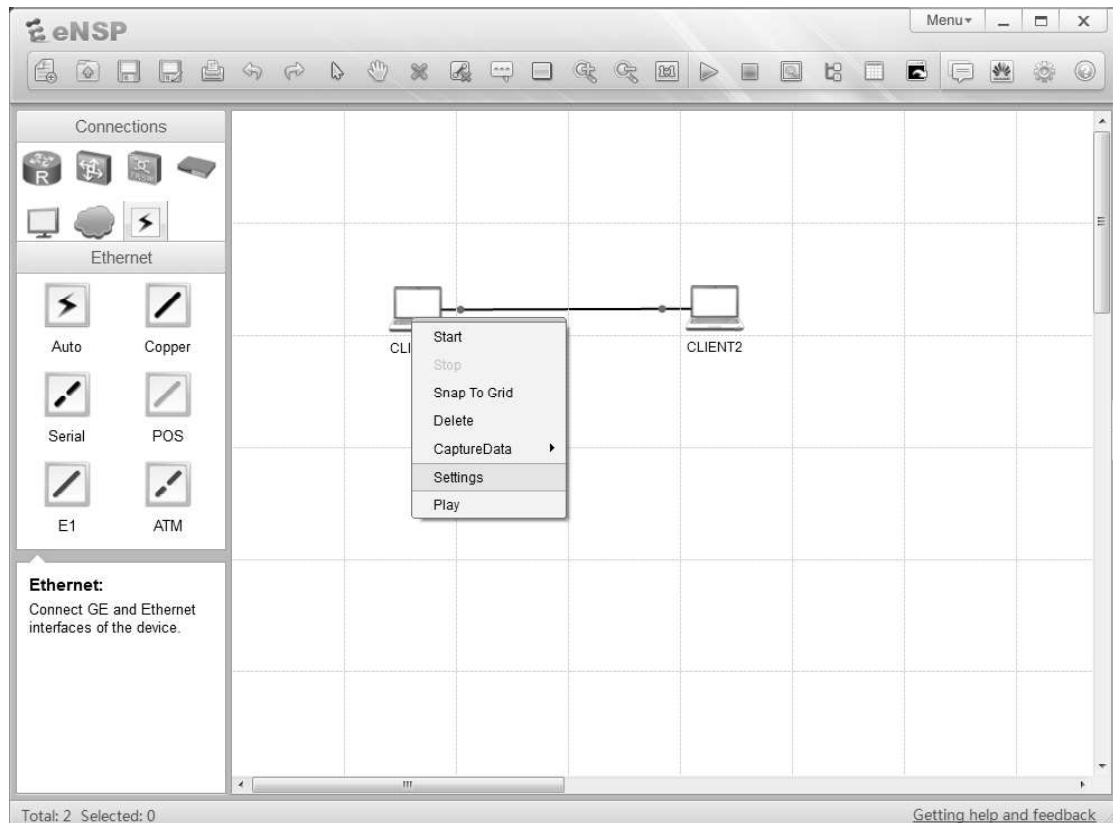 eNSP
Menu
Connections
R
Ethernet
Auto
Copper
Serial
POS
E1
ATM
Ethernet:
Connect GE and Ethernet
interfaces of the device.
CLI
CLIENT2
Start
Stop
Snap To Grid
Delete
CaptureData
Settings
Play
Total: 2 Selected: 0
Getting help and feedback